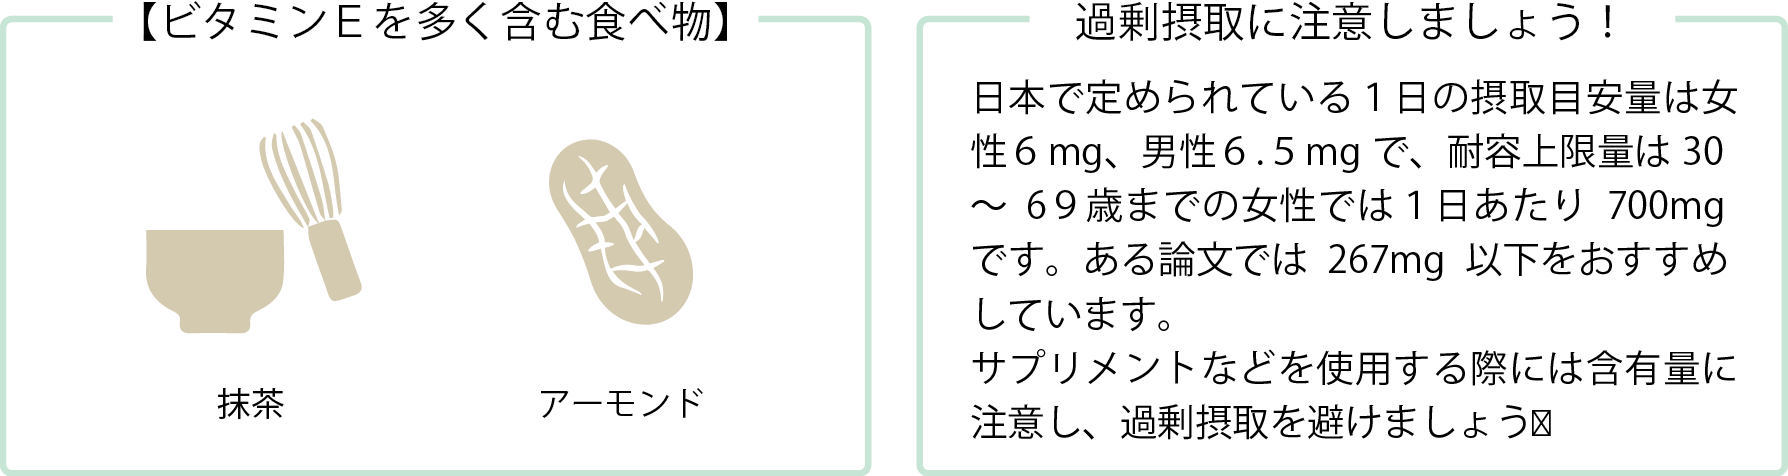 【ビタミンＥを多く含む食べ物】
抹茶
アーモンド
過剰摂取に注意しましょう！
日本で定められている１日の摂取目安量は女
性６mg、男性６.５mg で、耐容上限量は 30
～ ６９歳までの女性では１日あたり 700mg
です。ある論文では 267mg 以下をおすすめ
しています。
サプリメントなどを使用する際には含有量に
注意し、過剰摂取を避けましょう